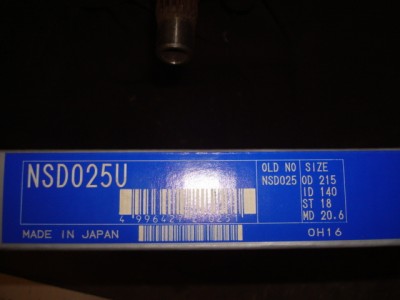 NSD025U
OLD NO
NSD025
SIZE
OD 215
ID 140
ST 18
MD 20.6
MADE IN JAPAN
OH16